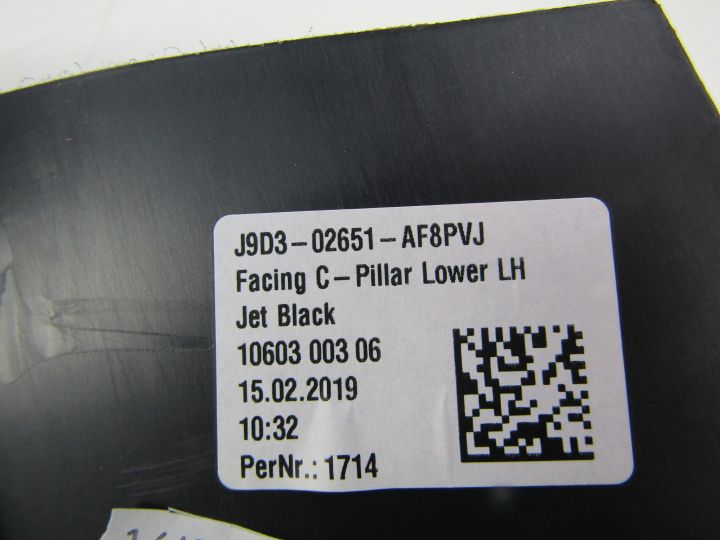 J9D3-02651-AF8PVJ
Facing C-Pillar Lower LH
Jet Black
10603 003 06
15.02.2019
10:32
PerNr.: 1714